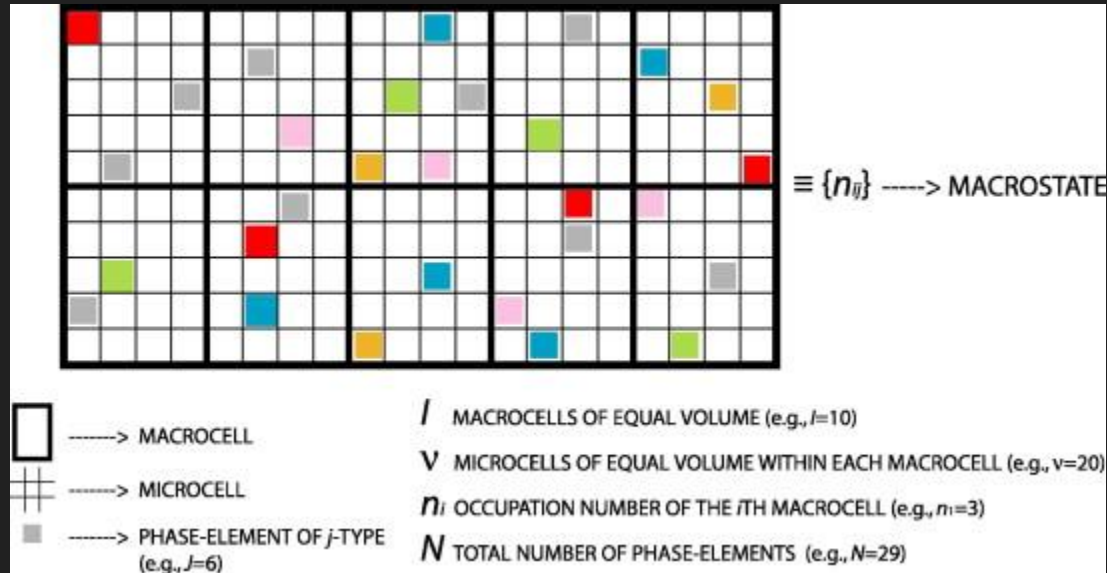 ≡ {nij} -----> MACROSTATE
-----> MACROCELL
-----> MICROCELL
-----> PHASE-ELEMENT OF j-TYPE
(e.g., J=6)
I MACROCELLS OF EQUAL VOLUME (e.g., I=10)
ν MICROCELLS OF EQUAL VOLUME WITHIN EACH MACROCELL (e.g., ν=20)
ni OCCUPATION NUMBER OF THE iTH MACROCELL (e.g., n1=3)
N TOTAL NUMBER OF PHASE-ELEMENTS (e.g., N=29)